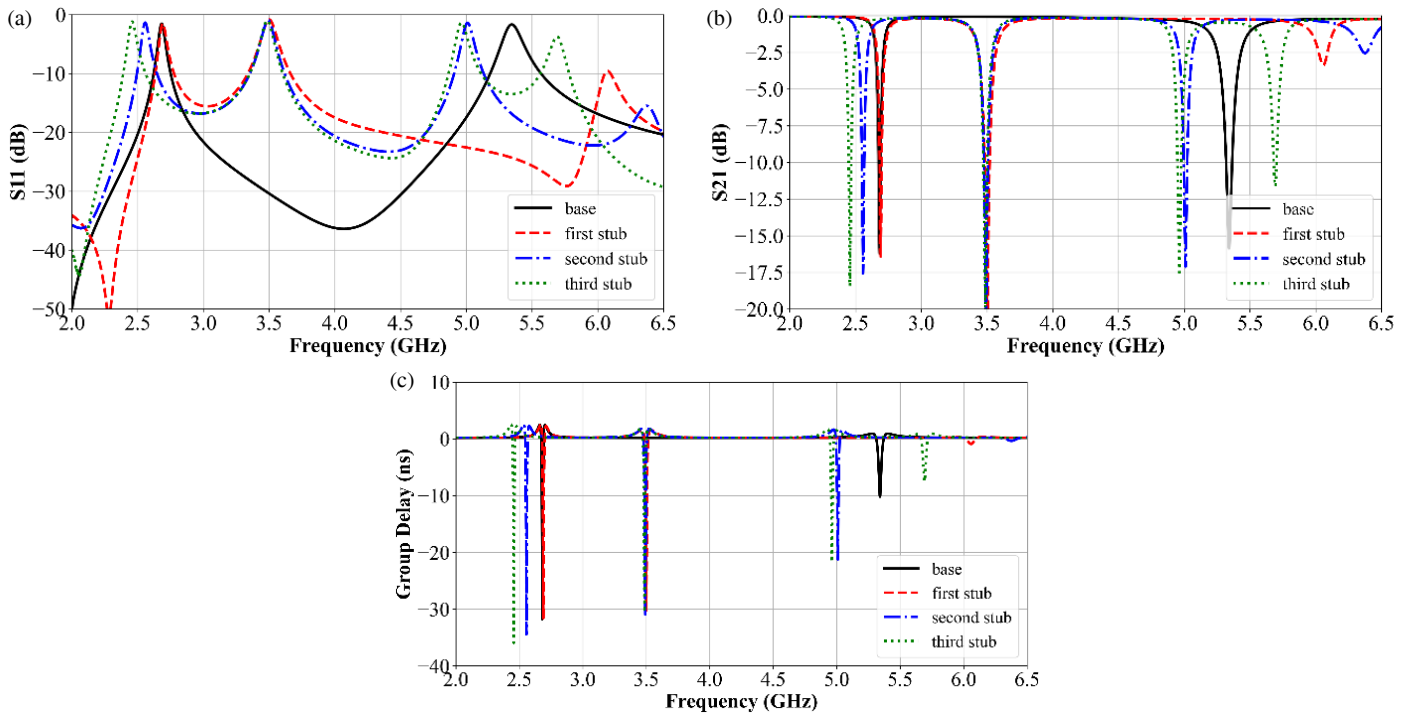 (a)
0
−10
−20
−30
−40
−50
S11 (dB)
base
first stub
second stub
third stub
2.0 2.5 3.0 3.5 4.0 4.5 5.0 5.5 6.0 6.5
Frequency (GHz)
(b)
0.0
−2.5
−5.0
−7.5
−10.0
−12.5
−15.0
−17.5
−20.0
S21 (dB)
base
first stub
second stub
third stub
2.0 2.5 3.0 3.5 4.0 4.5 5.0 5.5 6.0 6.5
Frequency (GHz)
(c)
10
0
−10
−20
−30
−40
Group Delay (ns)
base
first stub
second stub
third stub
2.0 2.5 3.0 3.5 4.0 4.5 5.0 5.5 6.0 6.5
Frequency (GHz)